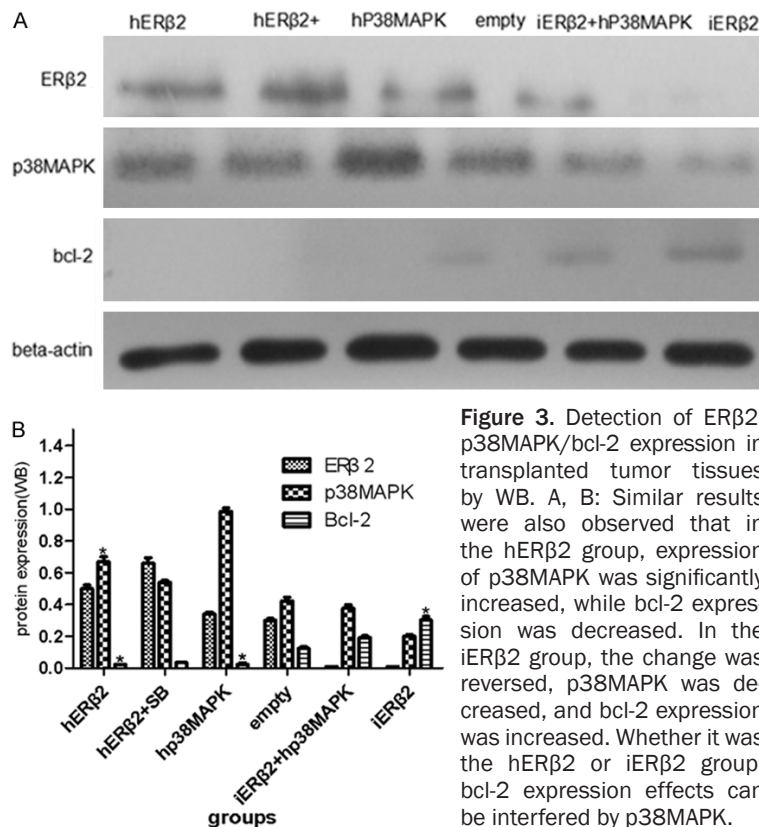 A
hERβ2 hERβ2+ hP38MAPK empty iERβ2+hP38MAPK iERβ2
ERβ2
p38MAPK
bcl-2
beta-actin
B
protein expression(WB)
1.4
1.2
1.0
0.8
0.6
0.4
0.2
0.0
ERβ 2
p38MAPK
Bcl-2
*
*
*
*
hERβ2
hERβ2+SB
hp38MAPK
empty
iERβ2+hp38MAPK
iERβ2
groups
Figure 3. Detection of ERβ2
p38MAPK/bcl-2 expression in
transplanted tumor tissues
by WB. A, B: Similar results
were also observed that in
the hERβ2 group, expression
of p38MAPK was significantly
increased, while bcl-2 expres-
sion was decreased. In the
iERβ2 group, the change was
reversed, p38MAPK was de-
creased, and bcl-2 expression
was increased. Whether it was
the hERβ2 or iERβ2 group
bcl-2 expression effects can
be interfered by p38MAPK.